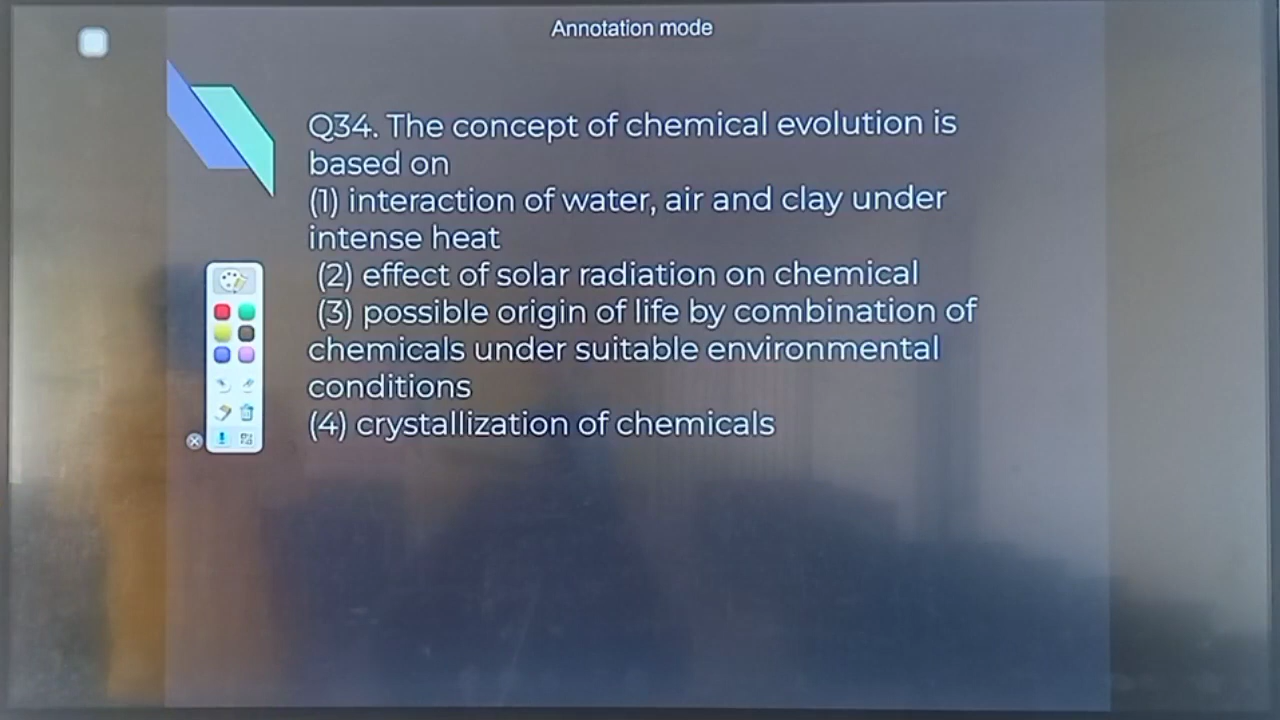 Annotation mode
Q34. The concept of chemical evolution is
based on
(1) interaction of water, air and clay under
intense heat
(2) effect of solar radiation on chemical
(3) possible origin of life by combination of
chemicals under suitable environmental
conditions
(4) crystallization of chemicals